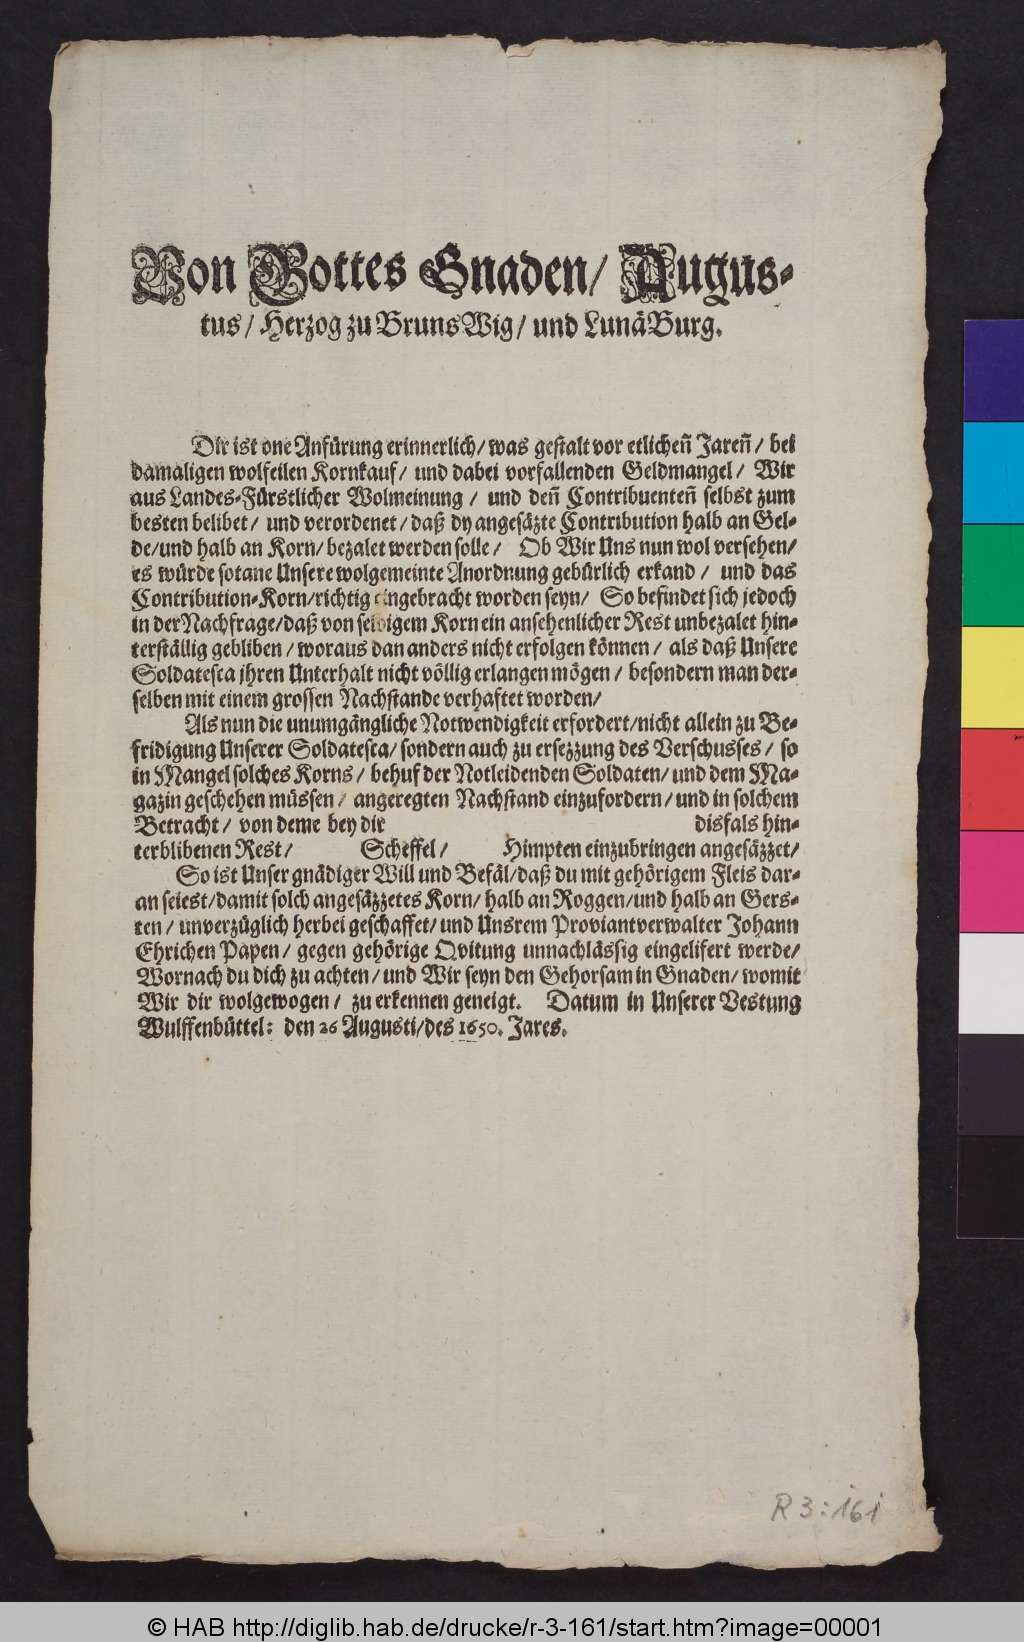 Von Gottes Gnaden/ Augus-
tus/ Herzog zu BrunsWig/ und LunäBurg.
Dir ist one Anfürung erinnerlich/ was gestalt vor etlichen̄ Jaren̄/ bei
damaligen wolfeilen Kornkauf/ und dabei vorfallenden Geldmangel/ Wir
aus Landes-Fürstlicher Wolmeinung/ und den̄ Contribuenten̄ selbst zum
besten belibet/ und verordenet/ daß dy angesäzte Contribution halb an Gel-
de/ und halb an Korn/ bezalet werden solle/ Ob Wir Uns nun wol versehen/
es würde sotane Unsere wolgemeinte Anordnung gebürlich erkand/ und das
Contribution-Korn/ richtig eingebracht worden seyn/ So befindet sich jedoch
in der Nachfrage/ daß von selbigem Korn ein ansehenlicher Rest unbezalet hin-
terställig gebliben/ woraus dan anders nicht erfolgen können/ als daß Unsere
Soldatesca ihren Unterhalt nicht völlig erlangen mögen/ besondern man der-
selben mit einem grossen Nachstande verhaftet worden/
Als nun die unumgängliche Notwendigkeit erfordert/ nicht allein zu Be-
fridigung Unserer Soldatesca/ sondern auch zu ersezzung des Verschusses/ so
in Mangel solches Korns/ behuf der Notleidenden Soldaten/ und dem Ma-
gazin geschehen müssen/ angeregten Nachstand einzufordern/ und in solchem
Betracht/ von deme bey dir disfals hin-
terblibenen Rest/ Scheffel/ Himpten einzubringen angesäzzet/
So ist Unser gnädiger Will und Befäl/ daß du mit gehörigem Fleis dar-
an seiest/ damit solch angesäzzetes Korn/ halb an Roggen/ und halb an Gers-
ten/ unverzüglich herbei geschaffet/ und Unsrem Proviantverwalter Johann
Ehrichen Papen/ gegen gehörige Qvitung unnachlässig eingelifert werde/
Wornach du dich zu achten/ und Wir seyn den Gehorsam in Gnaden/ womit
Wir dir wolgewogen/ zu erkennen geneigt. Datum in Unserer Vestung
Wulffenbüttel: den 26 Augusti/ des 1650. Jares.
R 3:161
© HAB http://diglib.hab.de/drucke/r-3-161/start.htm?image=00001